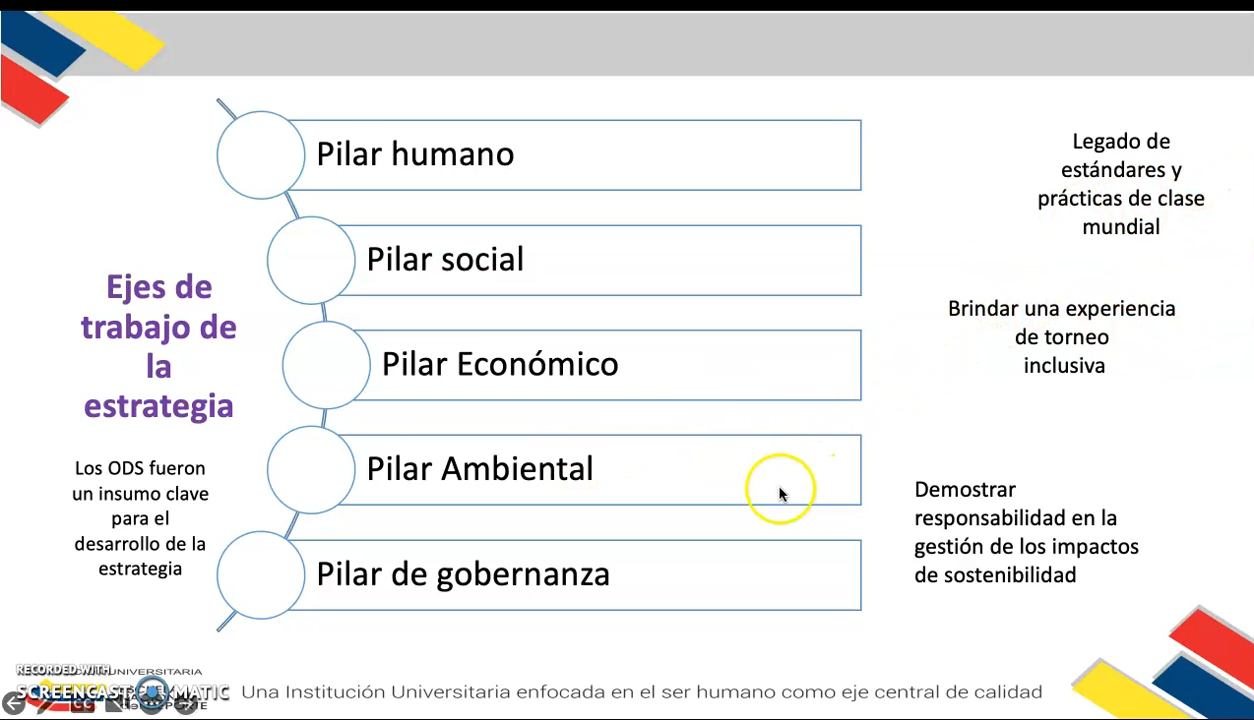 Pilar humano
Pilar social
Pilar Económico
Pilar Ambiental
Pilar de gobernanza
Ejes de
trabajo de
la
estrategia
Los ODS fueron
un insumo clave
para el
desarrollo de la
estrategia
Legado de
estándares y
prácticas de clase
mundial
Brindar una experiencia
de torneo
inclusiva
Demostrar
responsabilidad en la
gestión de los impactos
de sostenibilidad
RECORDED WITH
UNIVERSITARIA
SCREENCAST MATIC
Una Institución Universitaria enfocada en el ser humano como eje central de calidad